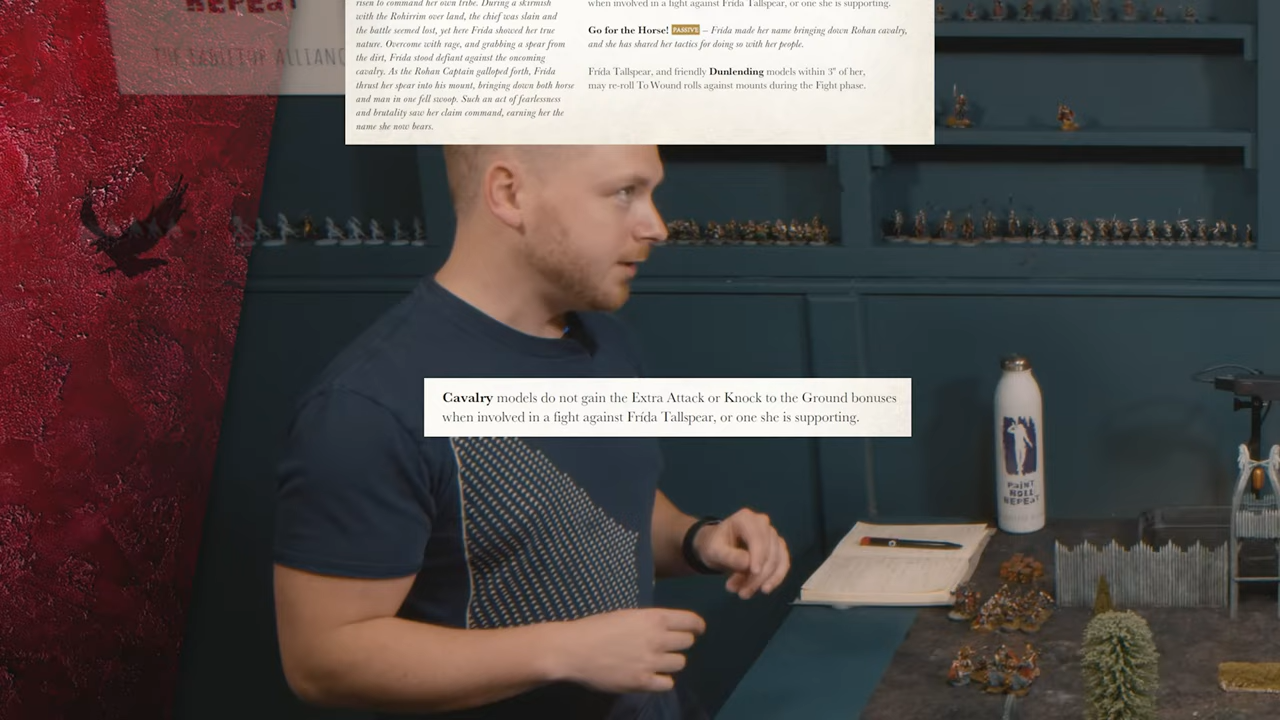 REPEAT
THE EXHIBITOR ALLIANC
risen to command her own tribe. During a skirmish
with the Rohirrim over land, the chief was slain and
the battle seemed lost, yet here Frida showed her true
nature. Overcome with rage, and grabbing a spear from
the dirt, Frida stood defiant against the oncoming
cavalry. As the Rohan Captain galloped forth, Frida
thrust her spear into his mount, bringing down both horse
and man in one fell swoop. Such an act of fearlessness
and brutality saw her claim command, earning her the
name she now bears.
when involved in a fight against Frida Tallspear, or one she is supporting.
Go for the Horse! PASSIVE – Frida made her name bringing down Rohan cavalry,
and she has shared her tactics for doing so with her people.
Frída Tallspear, and friendly Dunlending models within 3" of her,
may re-roll To Wound rolls against mounts during the Fight phase.
Cavalry models do not gain the Extra Attack or Knock to the Ground bonuses
when involved in a fight against Frída Tallspear, or one she is supporting.
PAINT
ROLL
REPEAT